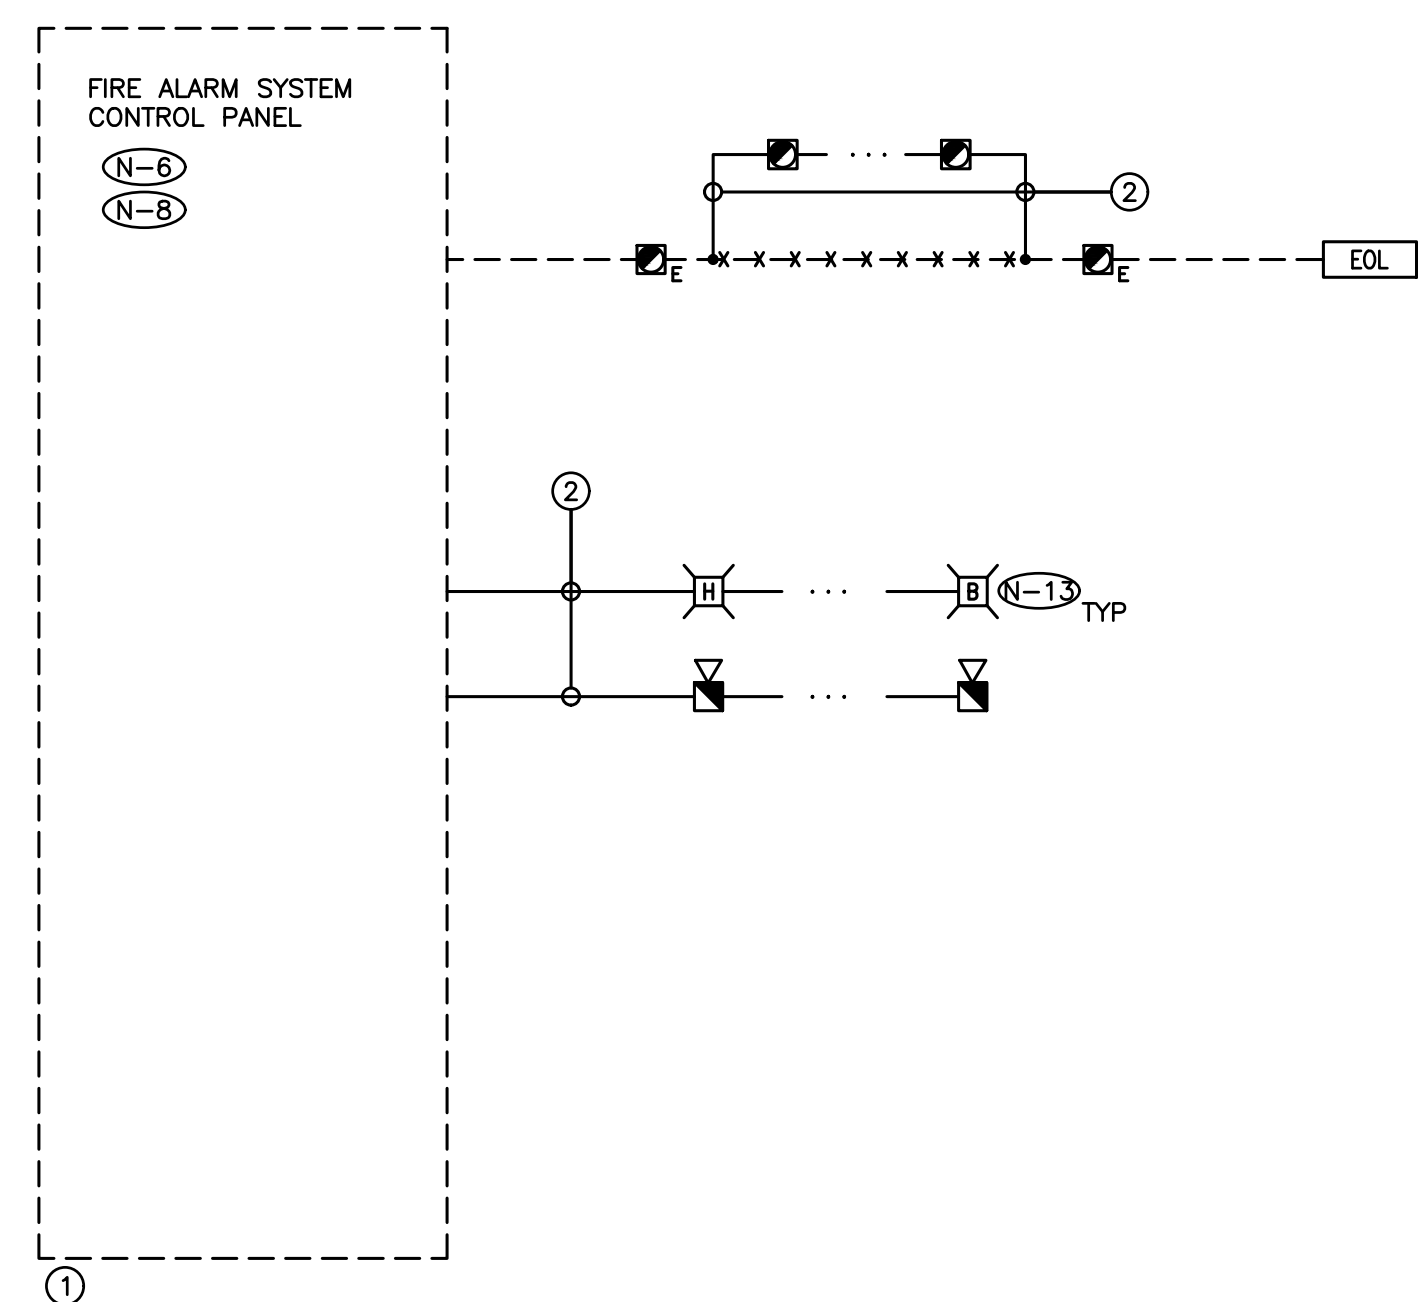 FIRE ALARM SYSTEM
CONTROL PANEL
N-6
N-8
2
E
E
EOL
2
H
B
N-13
TYP
1